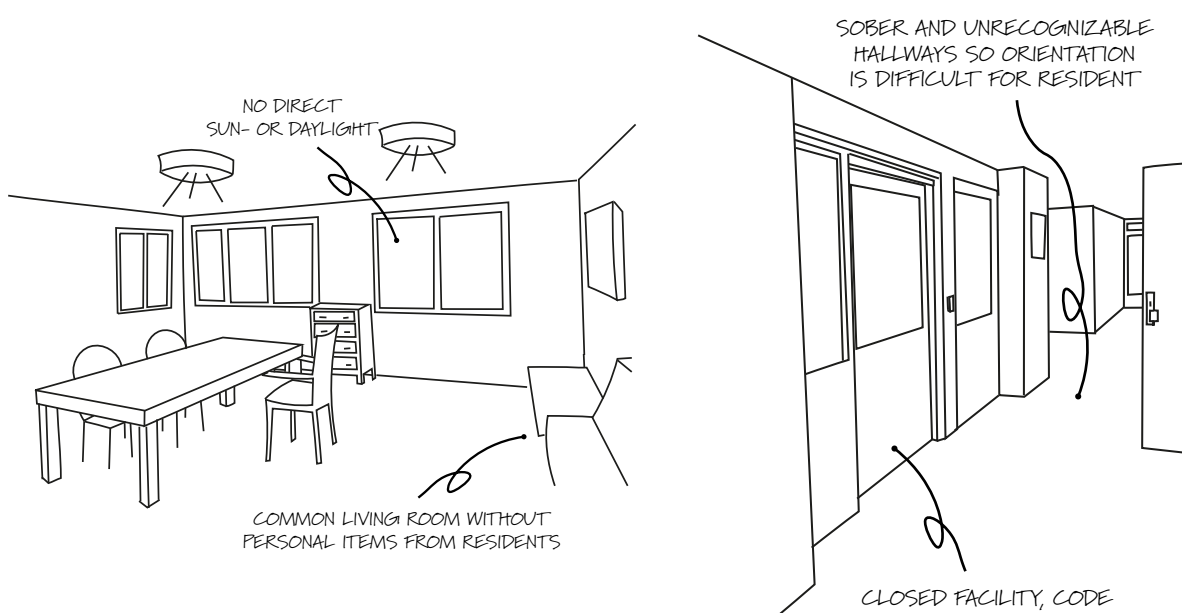 NO DIRECT
SUN- OR DAYLIGHT
COMMON LIVING ROOM WITHOUT
PERSONAL ITEMS FROM RESIDENTS
SOBER AND UNRECOGNIZABLE
HALLWAYS SO ORIENTATION
IS DIFFICULT FOR RESIDENT
CLOSED FACILITY, CODE